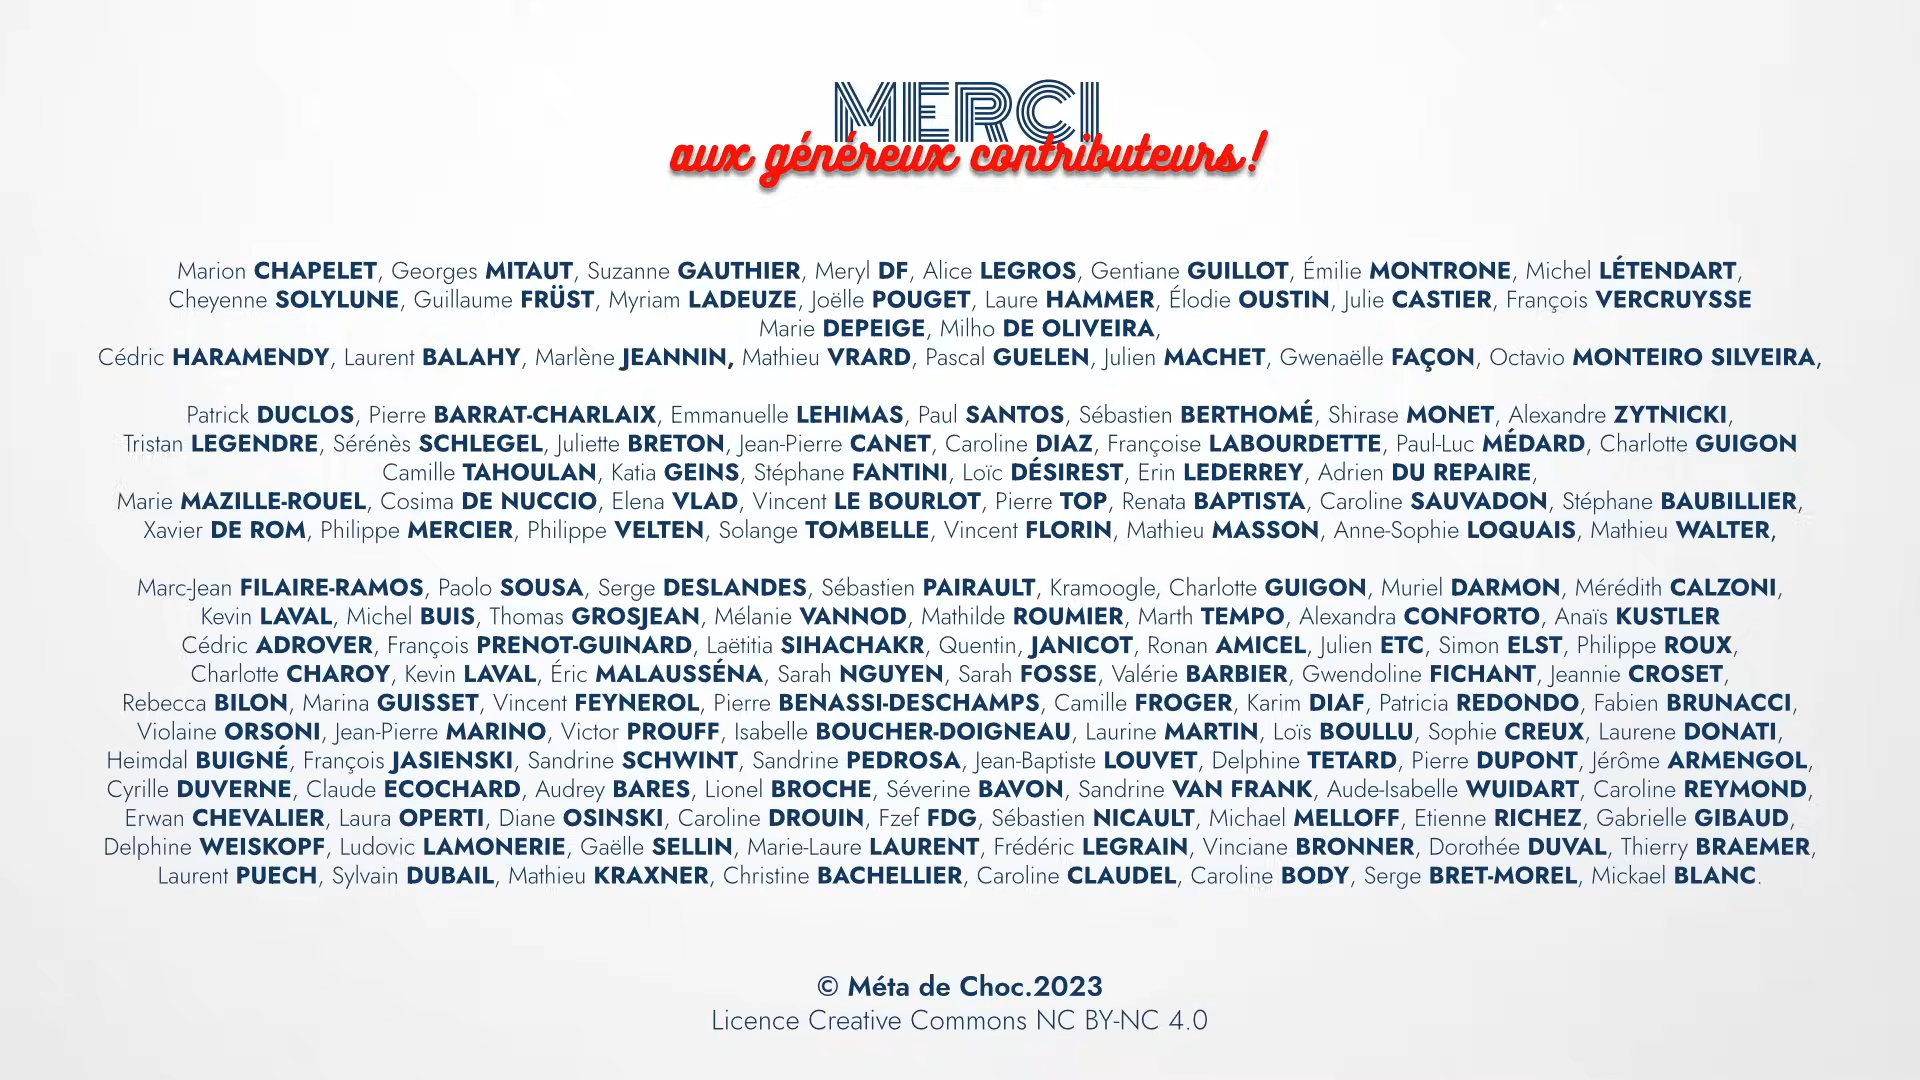 MERCI
aux généreux contributeurs !
Marion CHAPELET, Georges MITAUT, Suzanne GAUTHIER, Meryl DF, Alice LEGROS, Gentiane GUILLOT, Émilie MONTRONE, Michel LÉTENDART,
Cheyenne SOLYLUNE, Guillaume FRÜST, Myriam LADEUZE, Joëlle POUGET, Laure HAMMER, Élodie OUSTIN, Julie CASTIER, François VERCRUYSSE
Marie DEPEIGE, Milho DE OLIVEIRA,
Cédric HARAMENDY, Laurent BALAHY, Marlène JEANNIN, Mathieu VRARD, Pascal GUELEN, Julien MACHET, Gwenaëlle FAÇON, Octavio MONTEIRO SILVEIRA,
Patrick DUCLOS, Pierre BARRAT-CHARLAIX, Emmanuelle LEHIMAS, Paul SANTOS, Sébastien BERTHOMÉ, Shirase MONET, Alexandre ZYTNICKI,
Tristan LEGENDRE, Sérénès SCHLEGEL, Juliette BRETON, Jean-Pierre CANET, Caroline DIAZ, Françoise LABOURDETTE, Paul-Luc MÉDARD, Charlotte GUIGON
Camille TAHOULAN, Katia GEINS, Stéphane FANTINI, Loïc DÉSIREST, Erin LEDERREY, Adrien DU REPAIRE,
Marie MAZILLE-ROUEL, Cosima DE NUCCIO, Elena VLAD, Vincent LE BOURLOT, Pierre TOP, Renata BAPTISTA, Caroline SAUVADON, Stéphane BAUBILLIER,
Xavier DE ROM, Philippe MERCIER, Philippe VELTEN, Solange TOMBELLE, Vincent FLORIN, Mathieu MASSON, Anne-Sophie LOQUAIS, Mathieu WALTER,
Marc-Jean FILAIRE-RAMOS, Paolo SOUSA, Serge DESLANDES, Sébastien PAIRAULT, Kramoogle, Charlotte GUIGON, Muriel DARMON, Mérédith CALZONI,
Kevin LAVAL, Michel BUIS, Thomas GROSJEAN, Mélanie VANNOD, Mathilde ROUMIER, Marth TEMPO, Alexandra CONFORTO, Anaïs KUSTLER
Cédric ADROVER, François PRENOT-GUINARD, Laëtitia SIHACHAKR, Quentin, JANICOT, Ronan AMICEL, Julien ETC, Simon ELST, Philippe ROUX,
Charlotte CHAROY, Kevin LAVAL, Éric MALAUSSÉNA, Sarah NGUYEN, Sarah FOSSE, Valérie BARBIER, Gwendoline FICHANT, Jeannie CROSET,
Rebecca BILON, Marina GUISSET, Vincent FEYNEROL, Pierre BENASSI-DESCHAMPS, Camille FROGER, Karim DIAF, Patricia REDONDO, Fabien BRUNACCI,
Violaine ORSONI, Jean-Pierre MARINO, Victor PROUFF, Isabelle BOUCHER-DOIGNEAU, Laurine MARTIN, Loïs BOULLU, Sophie CREUX, Laurene DONATI,
Heimdal BUIGNÉ, François JASIENSKI, Sandrine SCHWINT, Sandrine PEDROSA, Jean-Baptiste LOUVET, Delphine TETARD, Pierre DUPONT, Jérôme ARMENGOL,
Cyrille DUVERNE, Claude ECOCHARD, Audrey BARES, Lionel BROCHE, Séverine BAVON, Sandrine VAN FRANK, Aude-Isabelle WUIDART, Caroline REYMOND,
Erwan CHEVALIER, Laura OPERTI, Diane OSINSKI, Caroline DROUIN, Fzef FDG, Sébastien NICAULT, Michael MELLOFF, Etienne RICHEZ, Gabrielle GIBAUD,
Delphine WEISKOPF, Ludovic LAMONERIE, Gaëlle SELLIN, Marie-Laure LAURENT, Frédéric LEGRAIN, Vinciane BRONNER, Dorothée DUVAL, Thierry BRAEMER,
Laurent PUECH, Sylvain DUBAIL, Mathieu KRAXNER, Christine BACHELLIER, Caroline CLAUDEL, Caroline BODY, Serge BRET-MOREL, Mickael BLANC.
© Méta de Choc.2023
Licence Creative Commons NC BY-NC 4.0